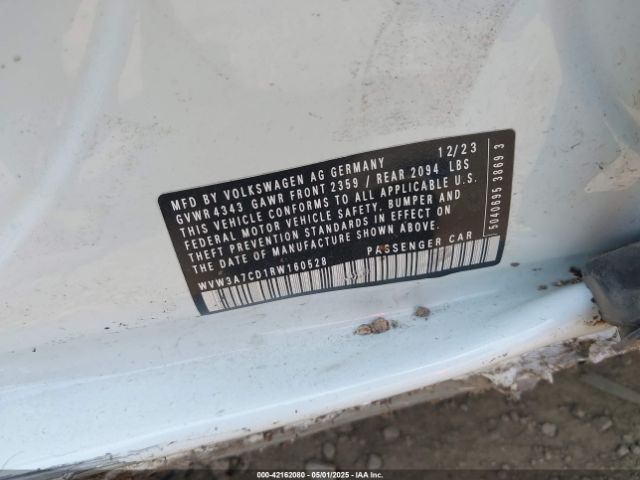 MFD BY VOLKSWAGEN AG GERMANY 12/23
GVWR 4343 GAWR FRONT 2359 / REAR 2094 LBS
THIS VEHICLE CONFORMS TO ALL APPLICABLE U.S.
FEDERAL MOTOR VEHICLE SAFETY, BUMPER AND
THEFT PREVENTION STANDARDS IN EFFECT ON
THE DATE OF MANUFACTURE SHOWN ABOVE.
WVW3A7CD1RW160528 PASSENGER CAR
5040695 3869 3
000-42162080 - 05/01/2025 - IAA Inc.